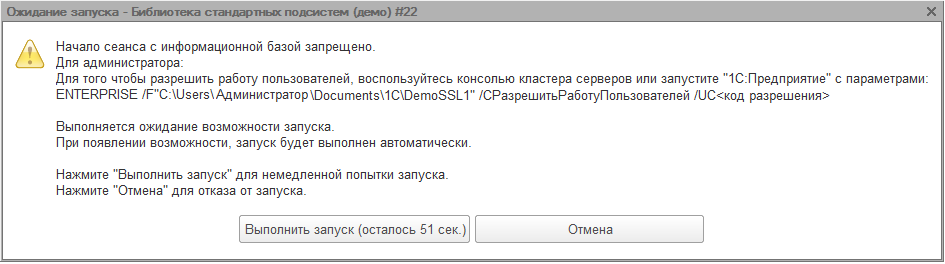 Ожидание запуска - Библиотека стандартных подсистем (демо) #22
Начало сеанса с информационной базой запрещено.
Для администратора:
Для того чтобы разрешить работу пользователей, воспользуйтесь консолью кластера серверов или запустите "1С:Предприятие" с параметрами:
ENTERPRISE /F"C:\Users\Администратор\Documents\1C\DemoSSL1" /CРазрешитьРаботуПользователей /UC<код разрешения>
Выполняется ожидание возможности запуска.
При появлении возможности, запуск будет выполнен автоматически.
Нажмите "Выполнить запуск" для немедленной попытки запуска.
Нажмите "Отмена" для отказа от запуска.
Выполнить запуск (осталось 51 сек.) Отмена